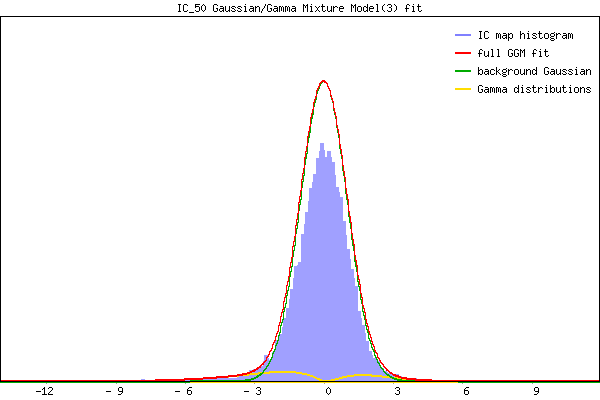 IC_50 Gaussian/Gamma Mixture Model(3) fit
IC map histogram
full GGM fit
background Gaussian
Gamma distributions
-12 -9 -6 -3 0 3 6 9